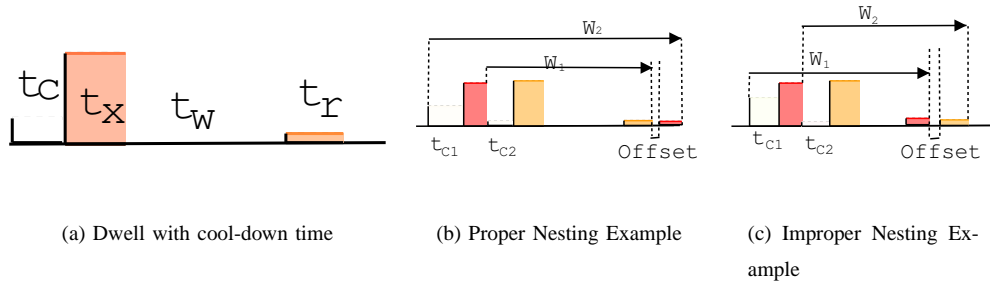 tc
tx
tw
tr
(a) Dwell with cool-down time
W2
W1
tC1
tC2
Offset
(b) Proper Nesting Example
W2
W1
tC1
tC2
Offset
(c) Improper Nesting Ex-
ample